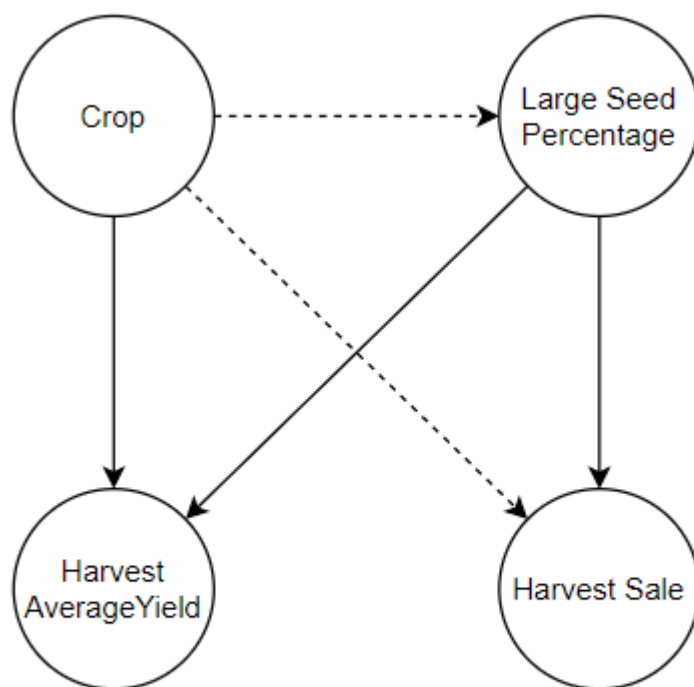 Crop
Large Seed
Percentage
Harvest
AverageYield
Harvest Sale